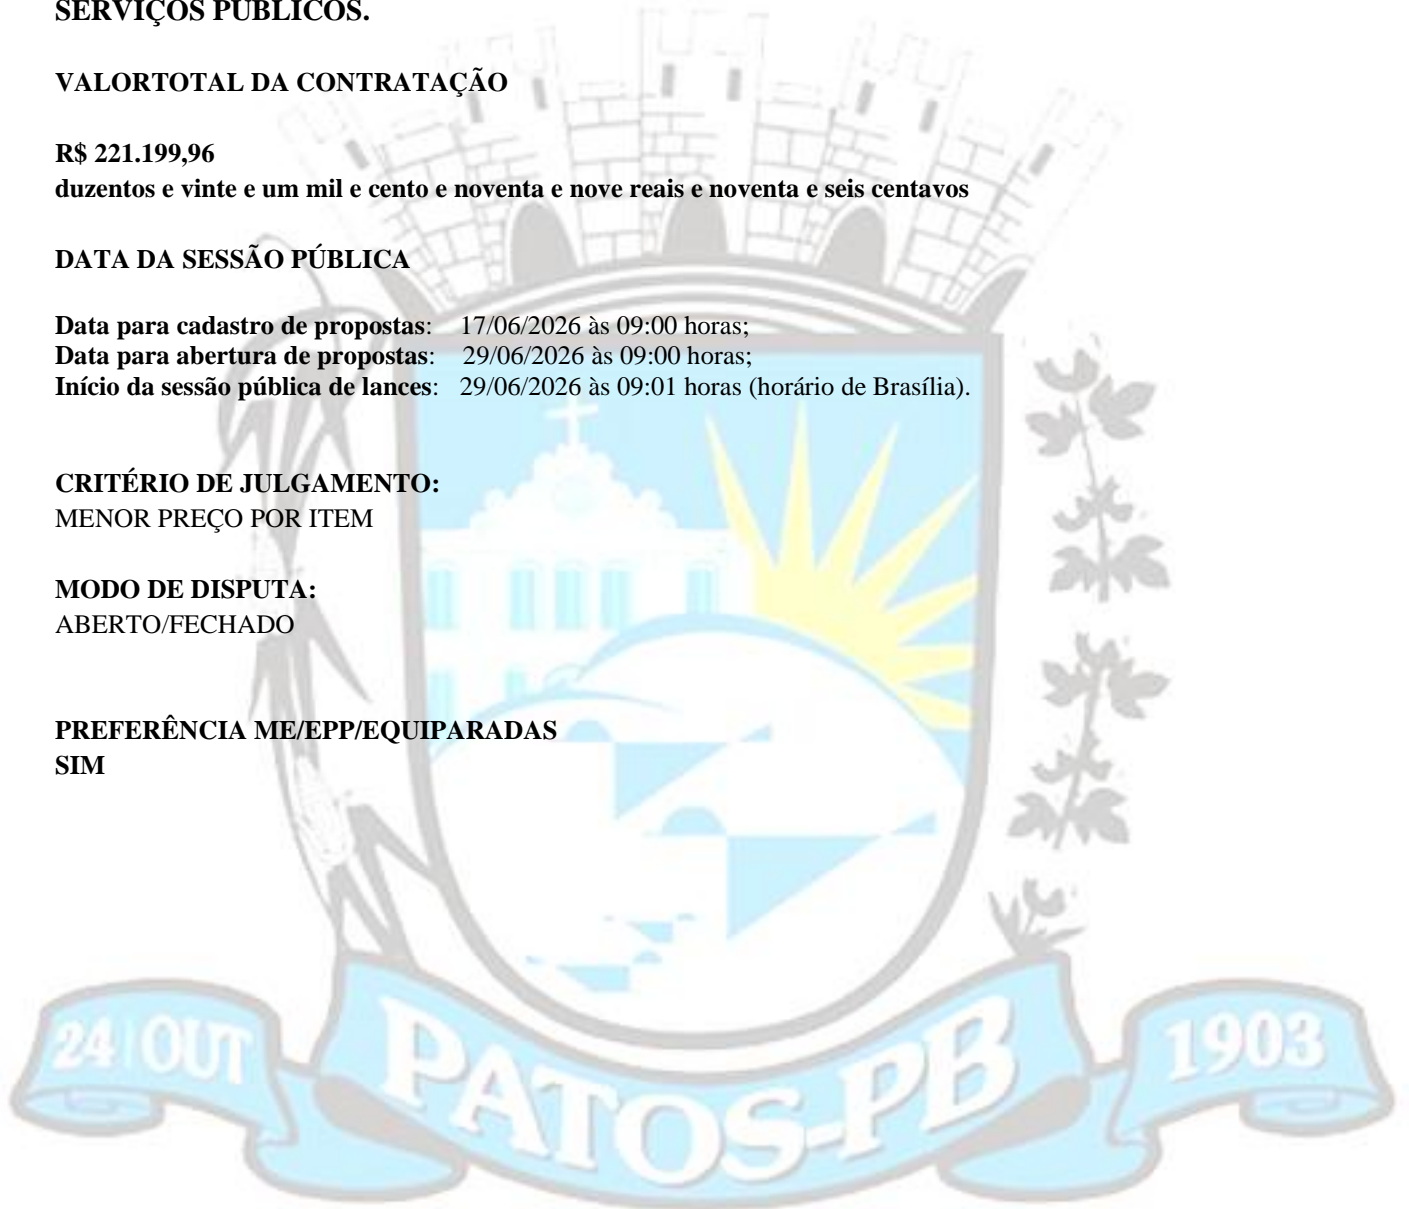 SERVIÇOS PÚBLICOS.
VALORTOTAL DA CONTRATAÇÃO
R$ 221.199,96
duzentos e vinte e um mil e cento e noventa e nove reais e noventa e seis centavos
DATA DA SESSÃO PÚBLICA
Data para cadastro de propostas: 17/06/2026 às 09:00 horas;
Data para abertura de propostas: 29/06/2026 às 09:00 horas;
Início da sessão pública de lances: 29/06/2026 às 09:01 horas (horário de Brasília).
CRITÉRIO DE JULGAMENTO:
MENOR PREÇO POR ITEM
MODO DE DISPUTA:
ABERTO/FECHADO
PREFERÊNCIA ME/EPP/EQUIPARADAS
SIM
24 OUT
PATOS-PB
1903